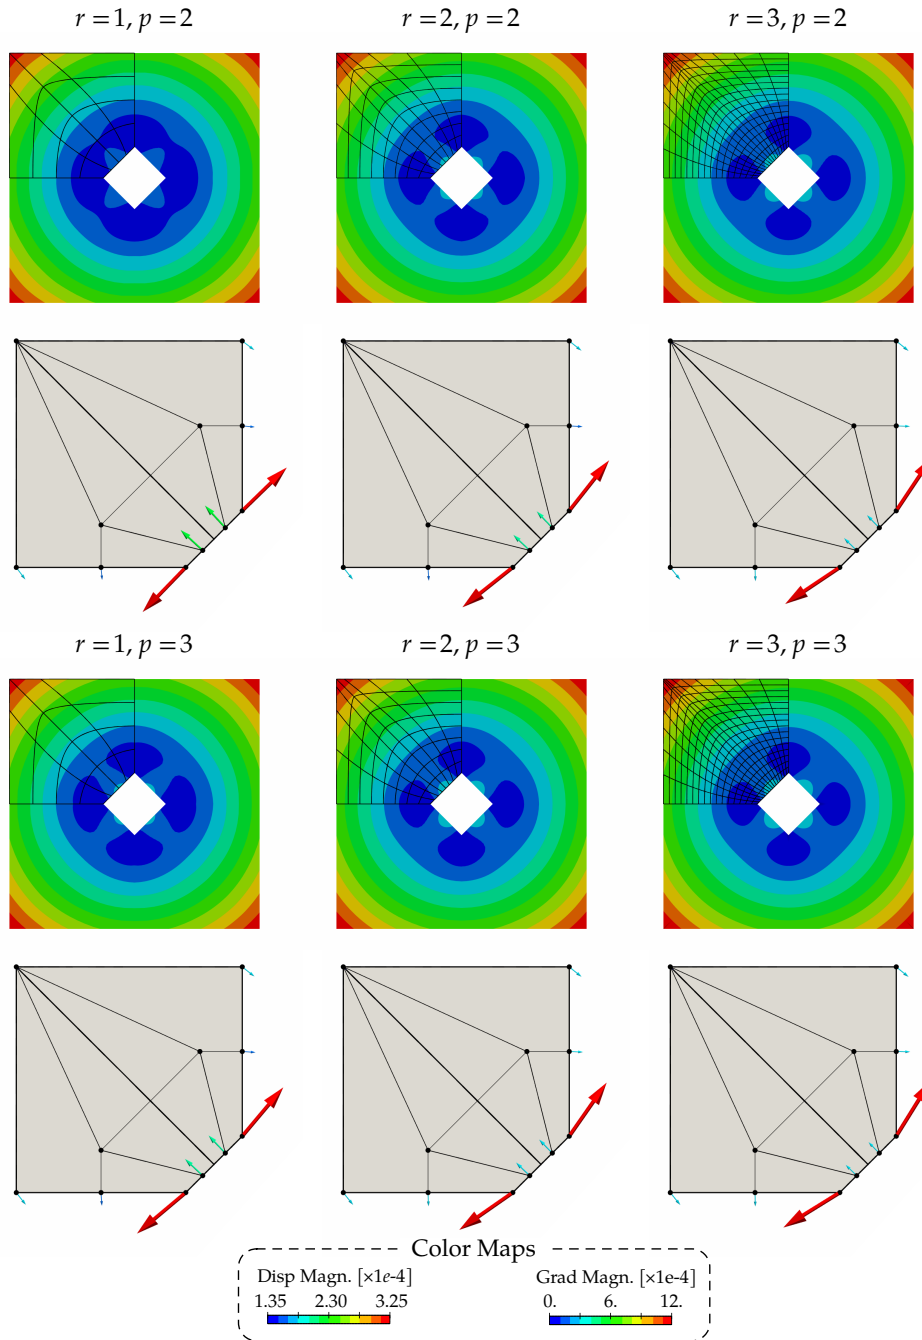 r = 1, p = 2
r = 2, p = 2
r = 3, p = 2
r = 1, p = 3
r = 2, p = 3
r = 3, p = 3
Color Maps
Disp Magn. [×1e-4]
1.35 2.30 3.25
Grad Magn. [×1e-4]
0. 6. 12.